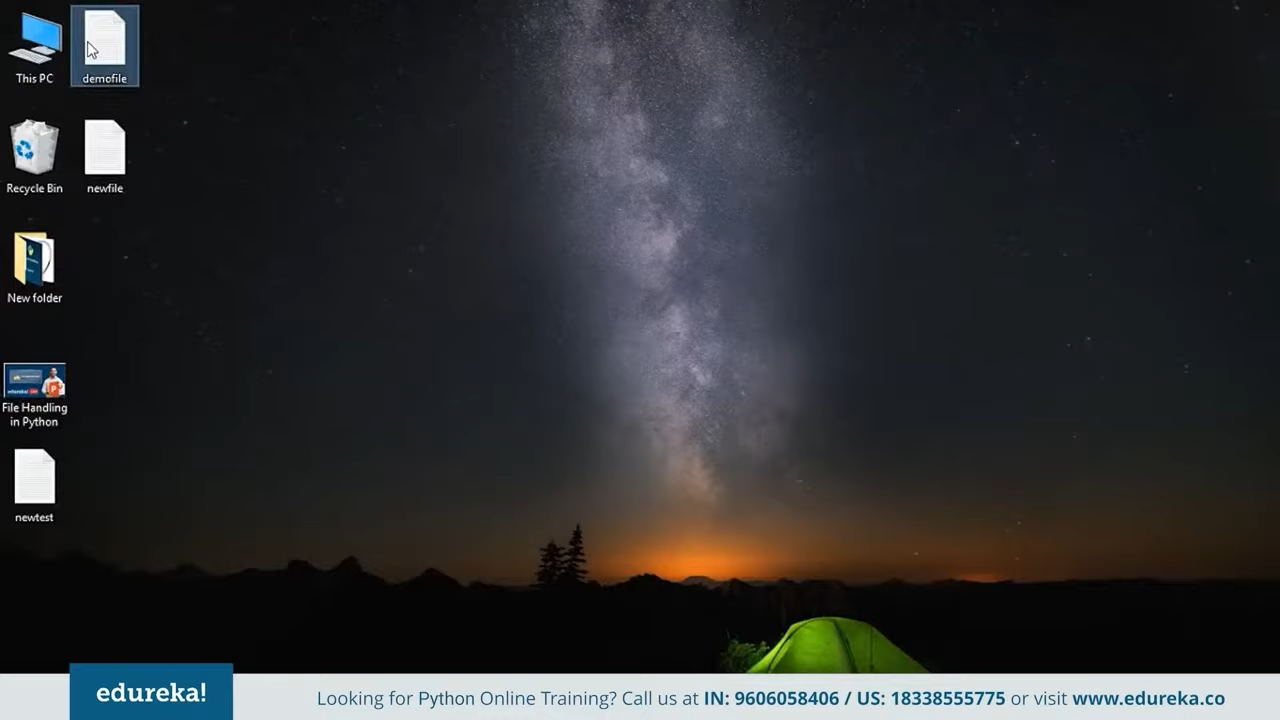 This PC
demofile
Recycle Bin
newfile
New folder
File Handling
in Python
newtest
edureka!
Looking for Python Online Training? Call us at IN: 9606058406 / US: 18338555775 or visit www.edureka.co